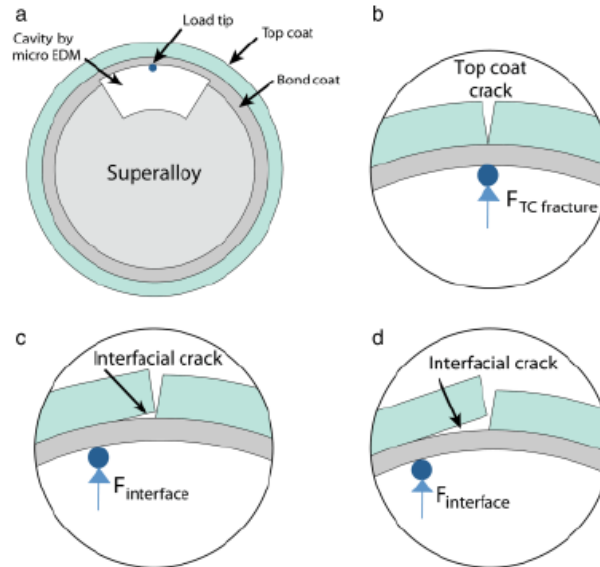 a
Cavity by
micro EDM
Load tip
Top coat
Bond coat
Superalloy
b
Top coat
crack
F TC fracture
c
Interfacial crack
F interface
d
Interfacial crack
F interface